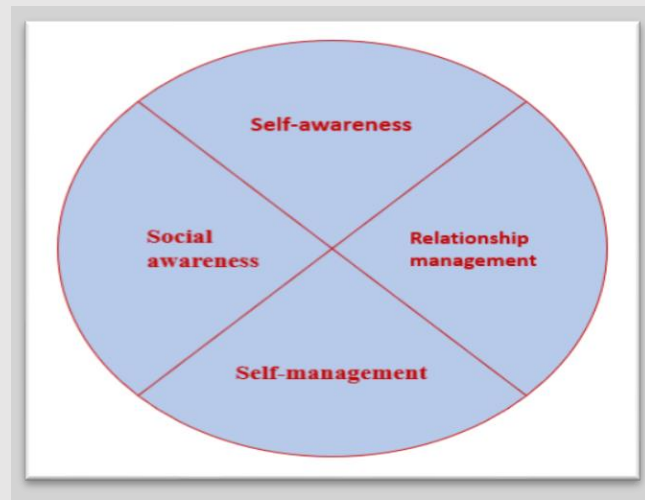 Self-awareness
Social
awareness
Relationship
management
Self-management